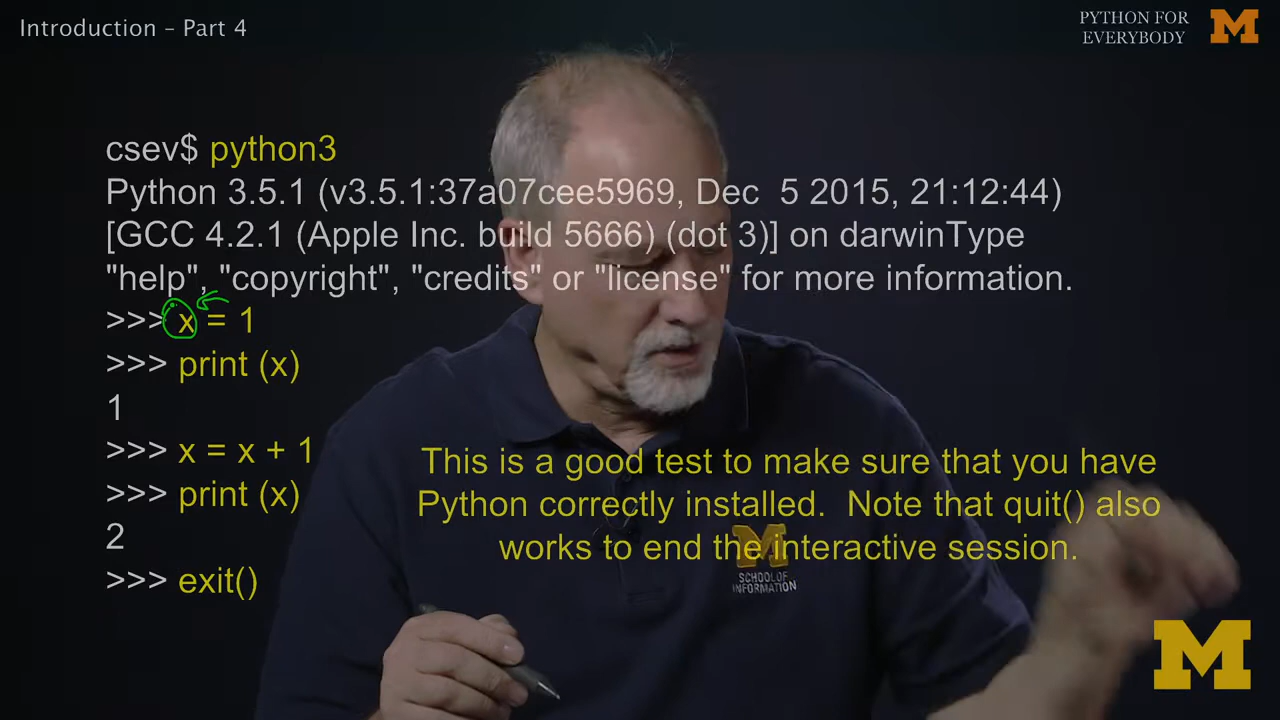 Introduction – Part 4
PYTHON FOR
EVERYBODY
M
csev$ python3
Python 3.5.1 (v3.5.1:37a07cee5969, Dec  5 2015, 21:12:44)
[GCC 4.2.1 (Apple Inc. build 5666) (dot 3)] on darwinType
"help", "copyright", "credits" or "license" for more information.
>>> x = 1
>>> print (x)
1
>>> x = x + 1
>>> print (x)
2
>>> exit()
This is a good test to make sure that you have
Python correctly installed.  Note that quit() also
works to end the interactive session.
M
SCHOOL OF
INFORMATION
M